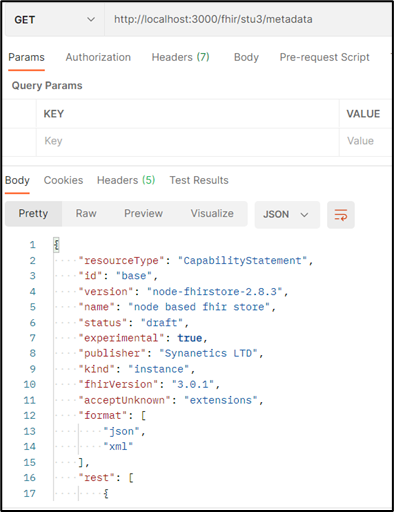 GET http://localhost:3000/fhir/stu3/metadata
Params Authorization Headers (7) Body Pre-request Script
Query Params
KEY VALUE
Key Value
Body Cookies Headers (5) Test Results
Pretty Raw Preview Visualize JSON
1 {
2 "resourceType": "CapabilityStatement",
3 "id": "base",
4 "version": "node-fhirstore-2.8.3",
5 "name": "node based fhir store",
6 "status": "draft",
7 "experimental": true,
8 "publisher": "Synanetics LTD",
9 "kind": "instance",
10 "fhirVersion": "3.0.1",
11 "acceptUnknown": "extensions",
12 "format": [
13 "json",
14 "xml"
15 ],
16 "rest": [
17 {